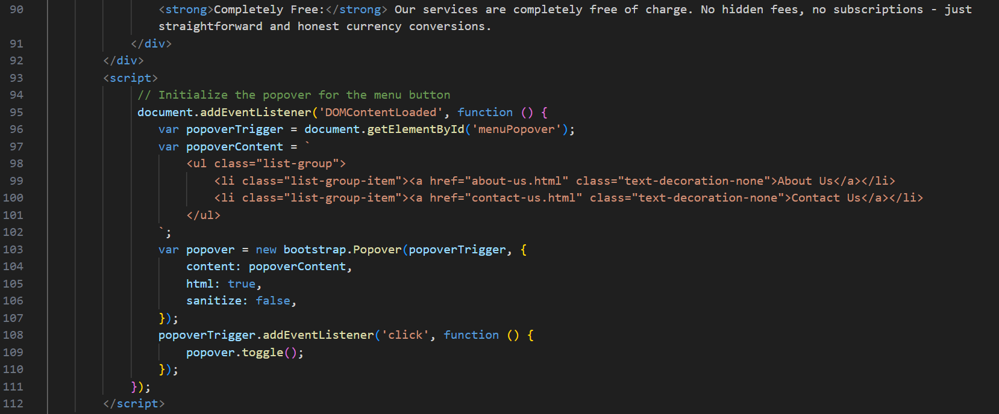 90 <strong>Completely Free:</strong> Our services are completely free of charge. No hidden fees, no subscriptions - just
straightforward and honest currency conversions.
91 </div>
92 </div>
93 <script>
94 // Initialize the popover for the menu button
95 document.addEventListener('DOMContentLoaded', function () {
96 var popoverTrigger = document.getElementById('menuPopover');
97 var popoverContent = `
98 <ul class="list-group">
99 <li class="list-group-item"><a href="about-us.html" class="text-decoration-none">About Us</a></li>
100 <li class="list-group-item"><a href="contact-us.html" class="text-decoration-none">Contact Us</a></li>
101 </ul>
102 `;
103 var popover = new bootstrap.Popover(popoverTrigger, {
104 content: popoverContent,
105 html: true,
106 sanitize: false,
107 });
108 popoverTrigger.addEventListener('click', function () {
109 popover.toggle();
110 });
111 });
112 </script>